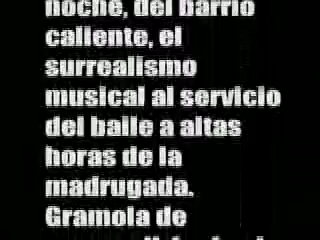 noche, del barrio
caliente, el
surrealismo
musical al servicio
del baile a altas
horas de la
madrugada.
Gramola de